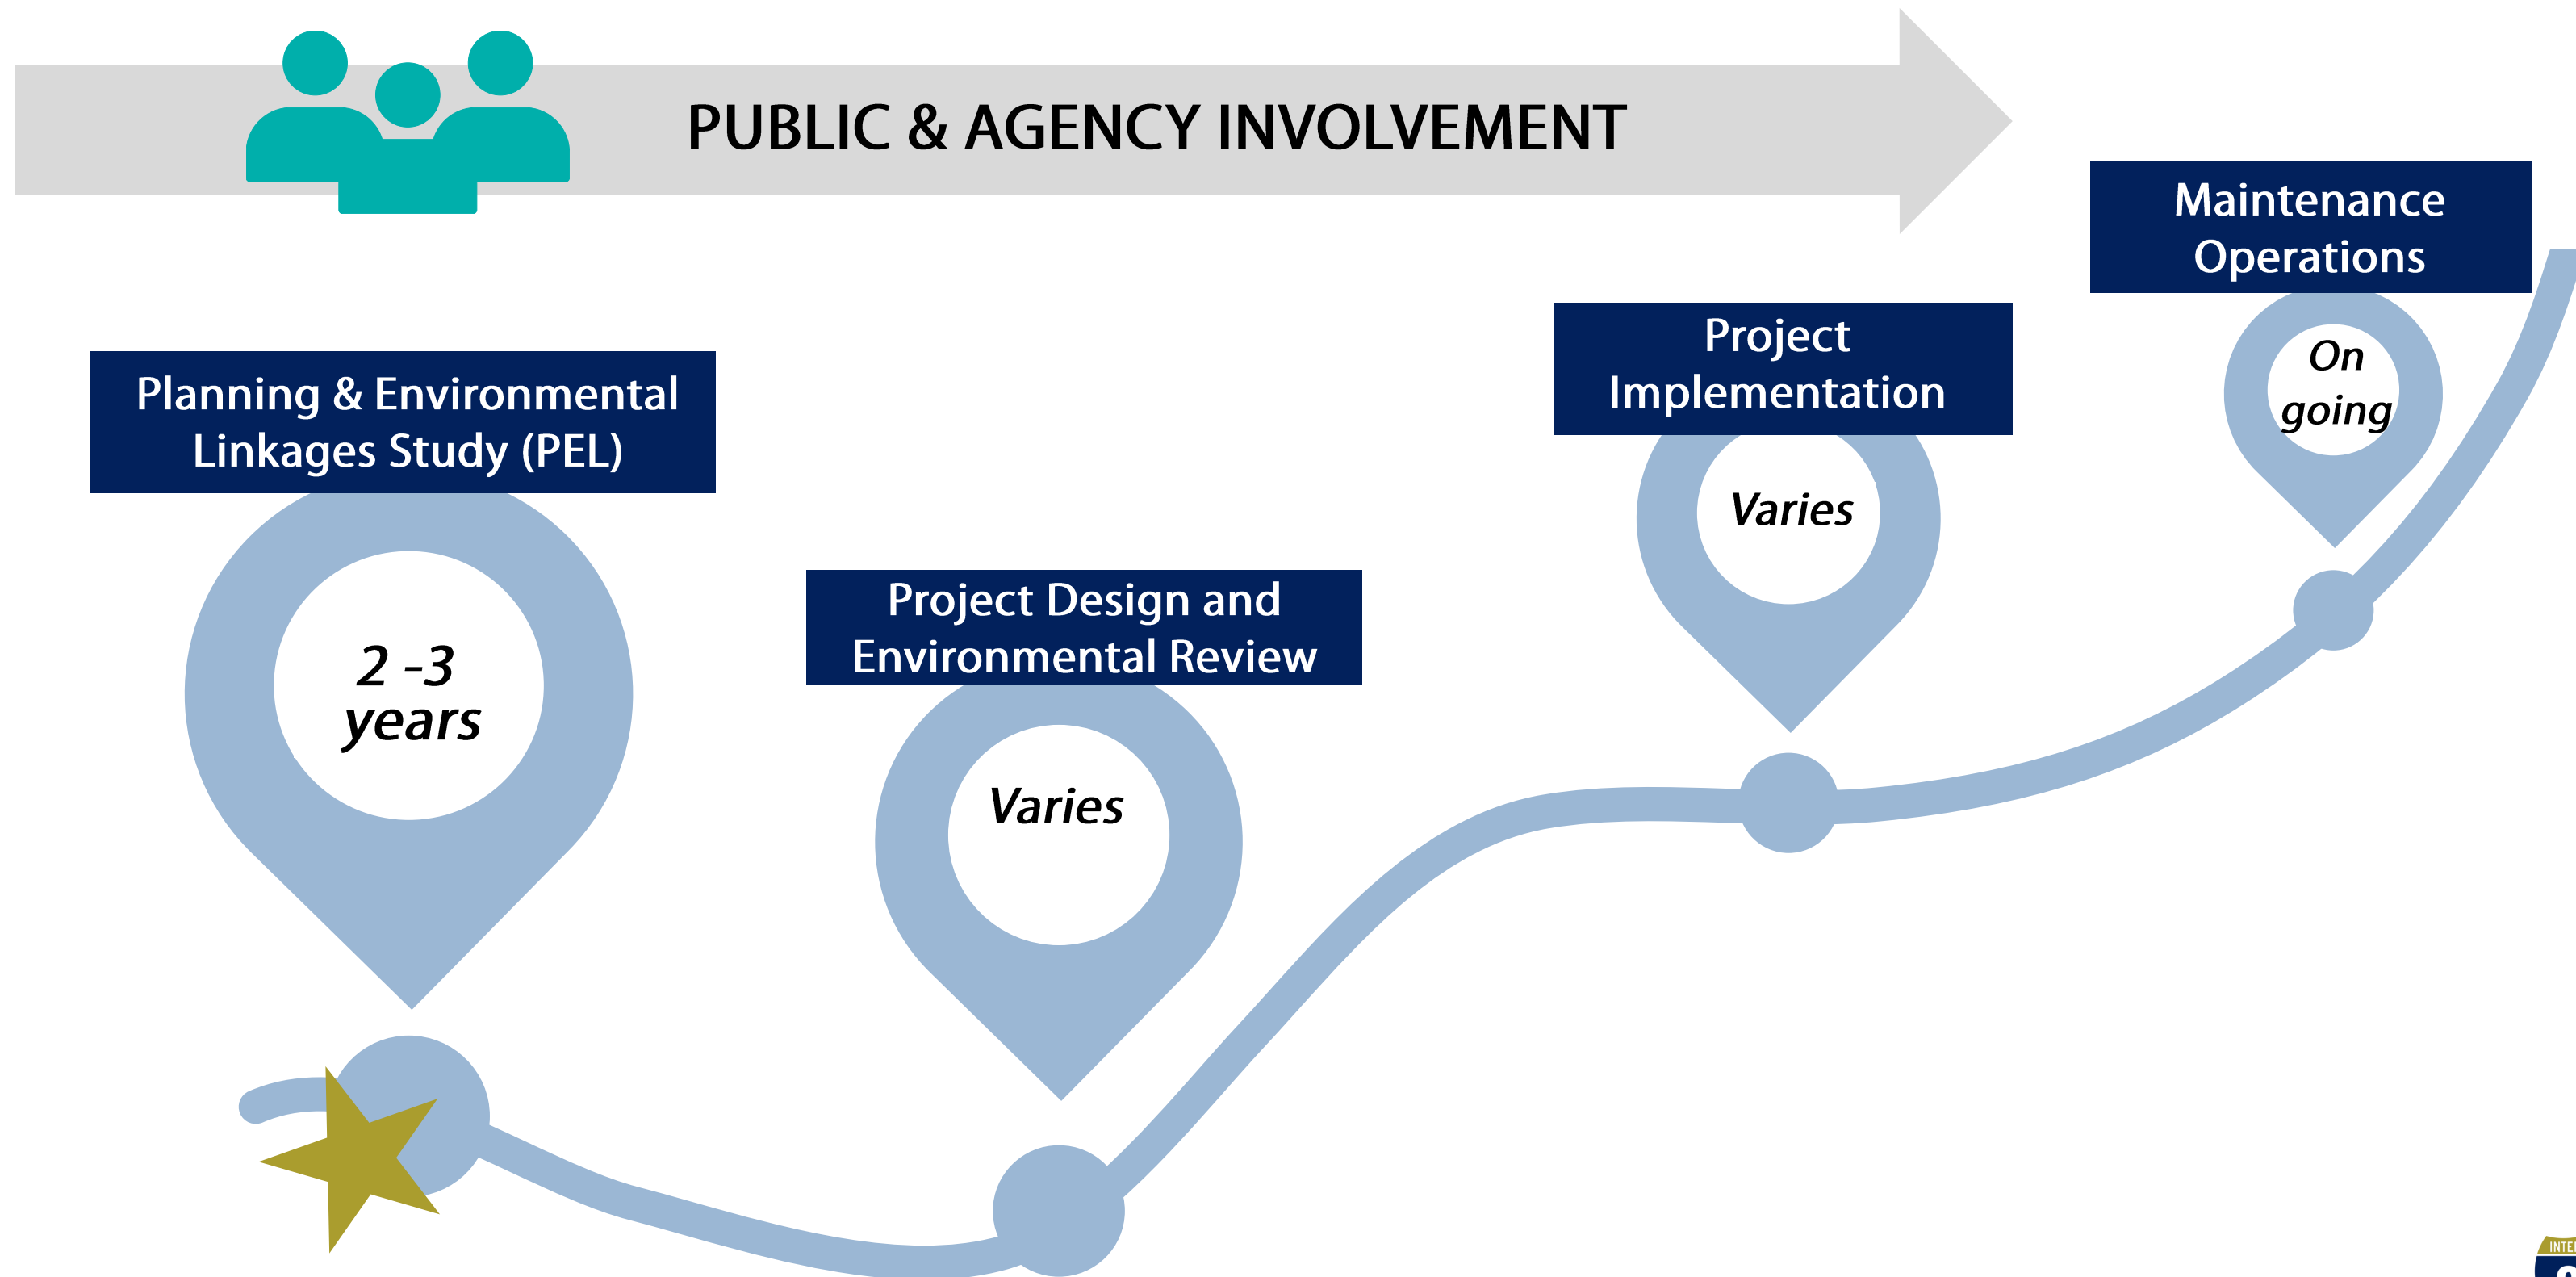 PUBLIC & AGENCY INVOLVEMENT
Planning & Environmental
Linkages Study (PEL)
2 -3
years
Project Design and
Environmental Review
Varies
Project
Implementation
Varies
Maintenance
Operations
On
going